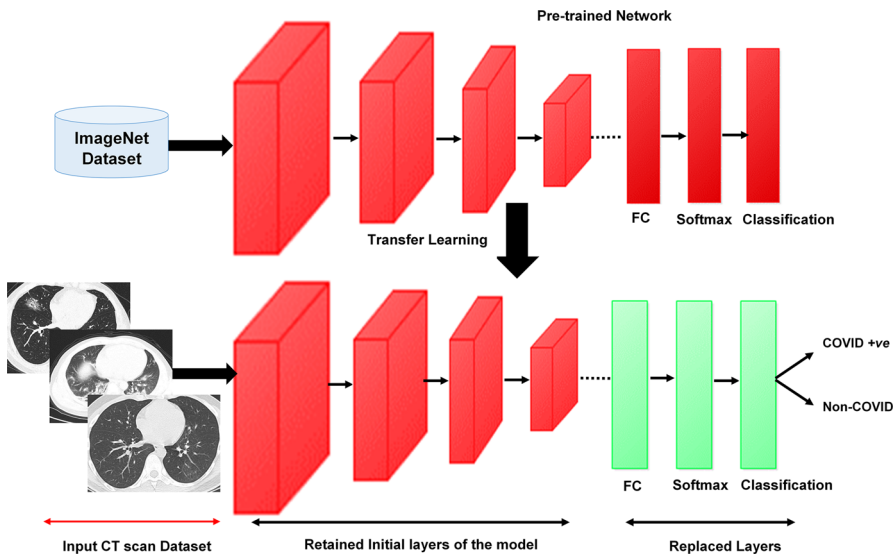 Pre-trained Network
ImageNet
Dataset
FC
Softmax
Classification
Transfer Learning
COVID +ve
Non-COVID
FC
Softmax
Classification
Input CT scan Dataset
Retained Initial layers of the model
Replaced Layers